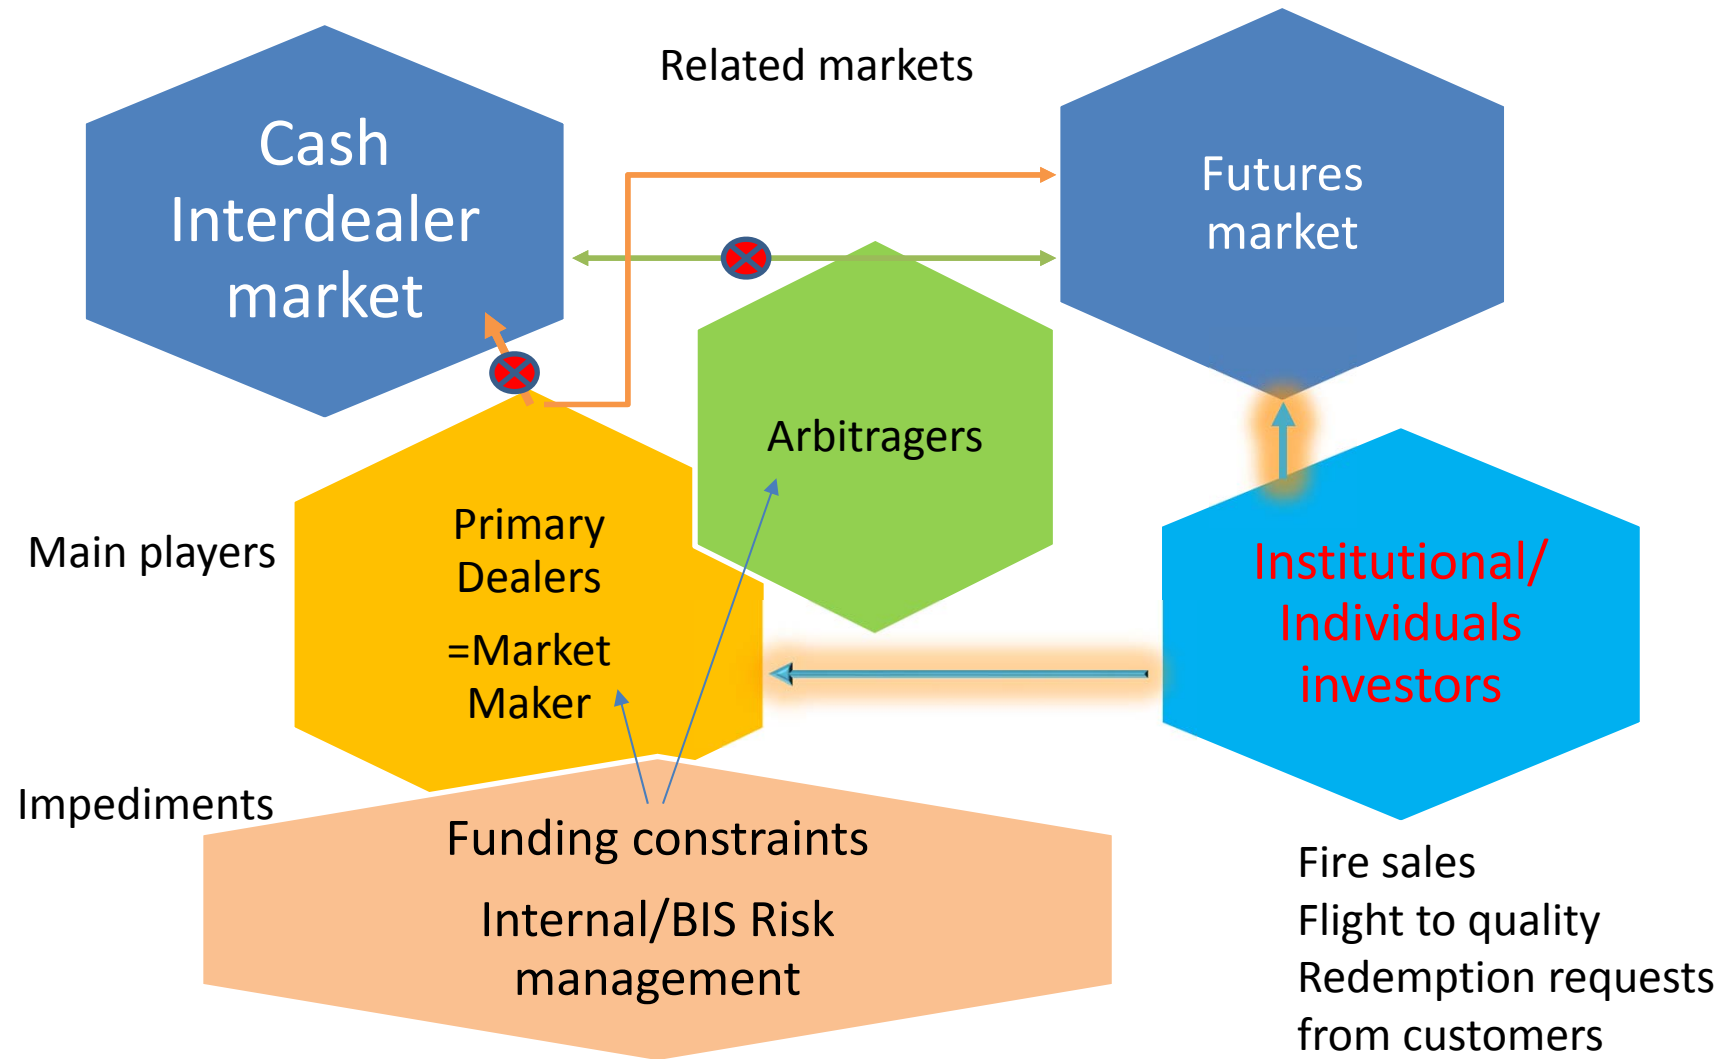 Related markets
Cash
Interdealer
market
Futures
market
Arbitragers
Main players
Primary
Dealers
=Market
Maker
Institutional/
Individuals
investors
Impediments
Funding constraints
Internal/BIS Risk
management
Fire sales
Flight to quality
Redemption requests
from customers